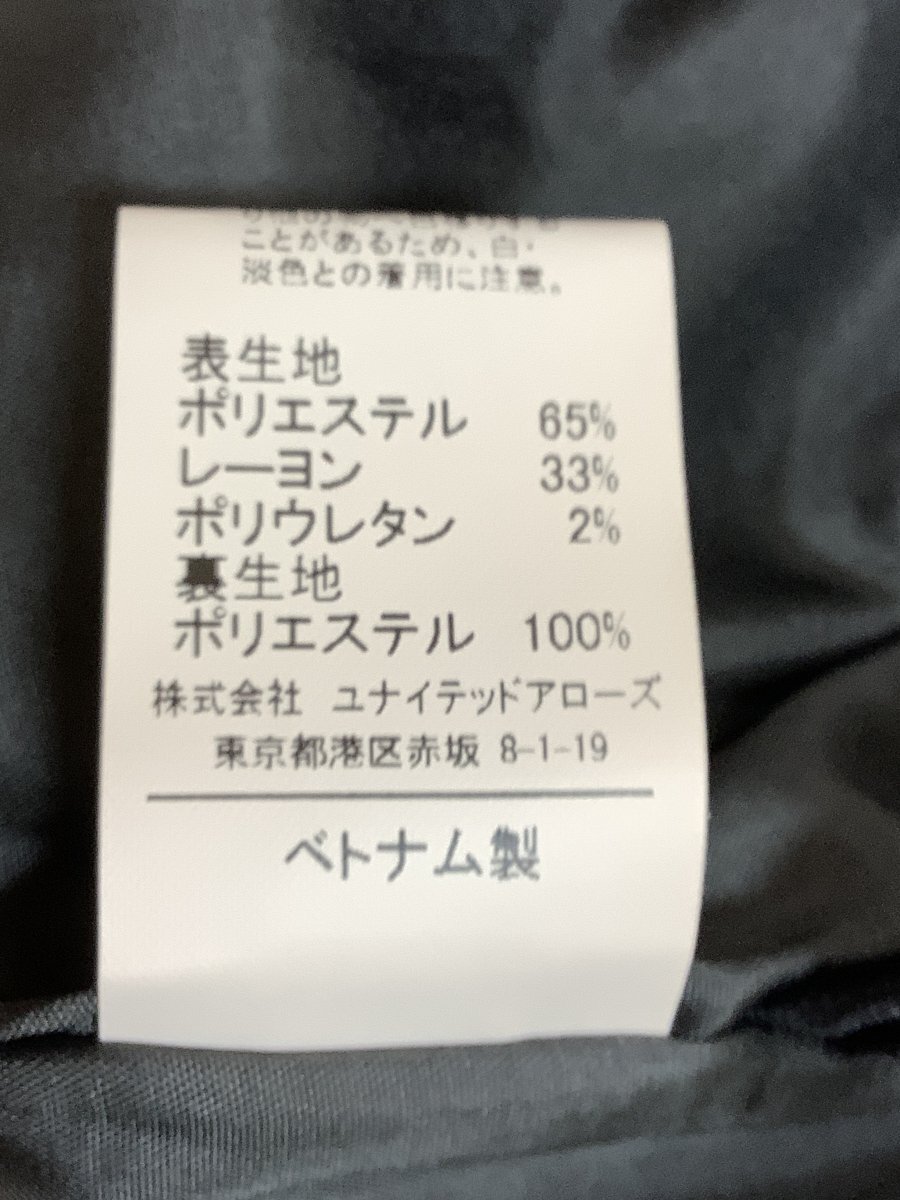 ことがあるため、白・
淡色との着用に注意。
表生地
ポリエステル 65%
レーヨン 33%
ポリウレタン 2%
裏生地
ポリエステル 100%
株式会社 ユナイテッドアローズ
東京都港区赤坂 8-1-19
ベトナム製